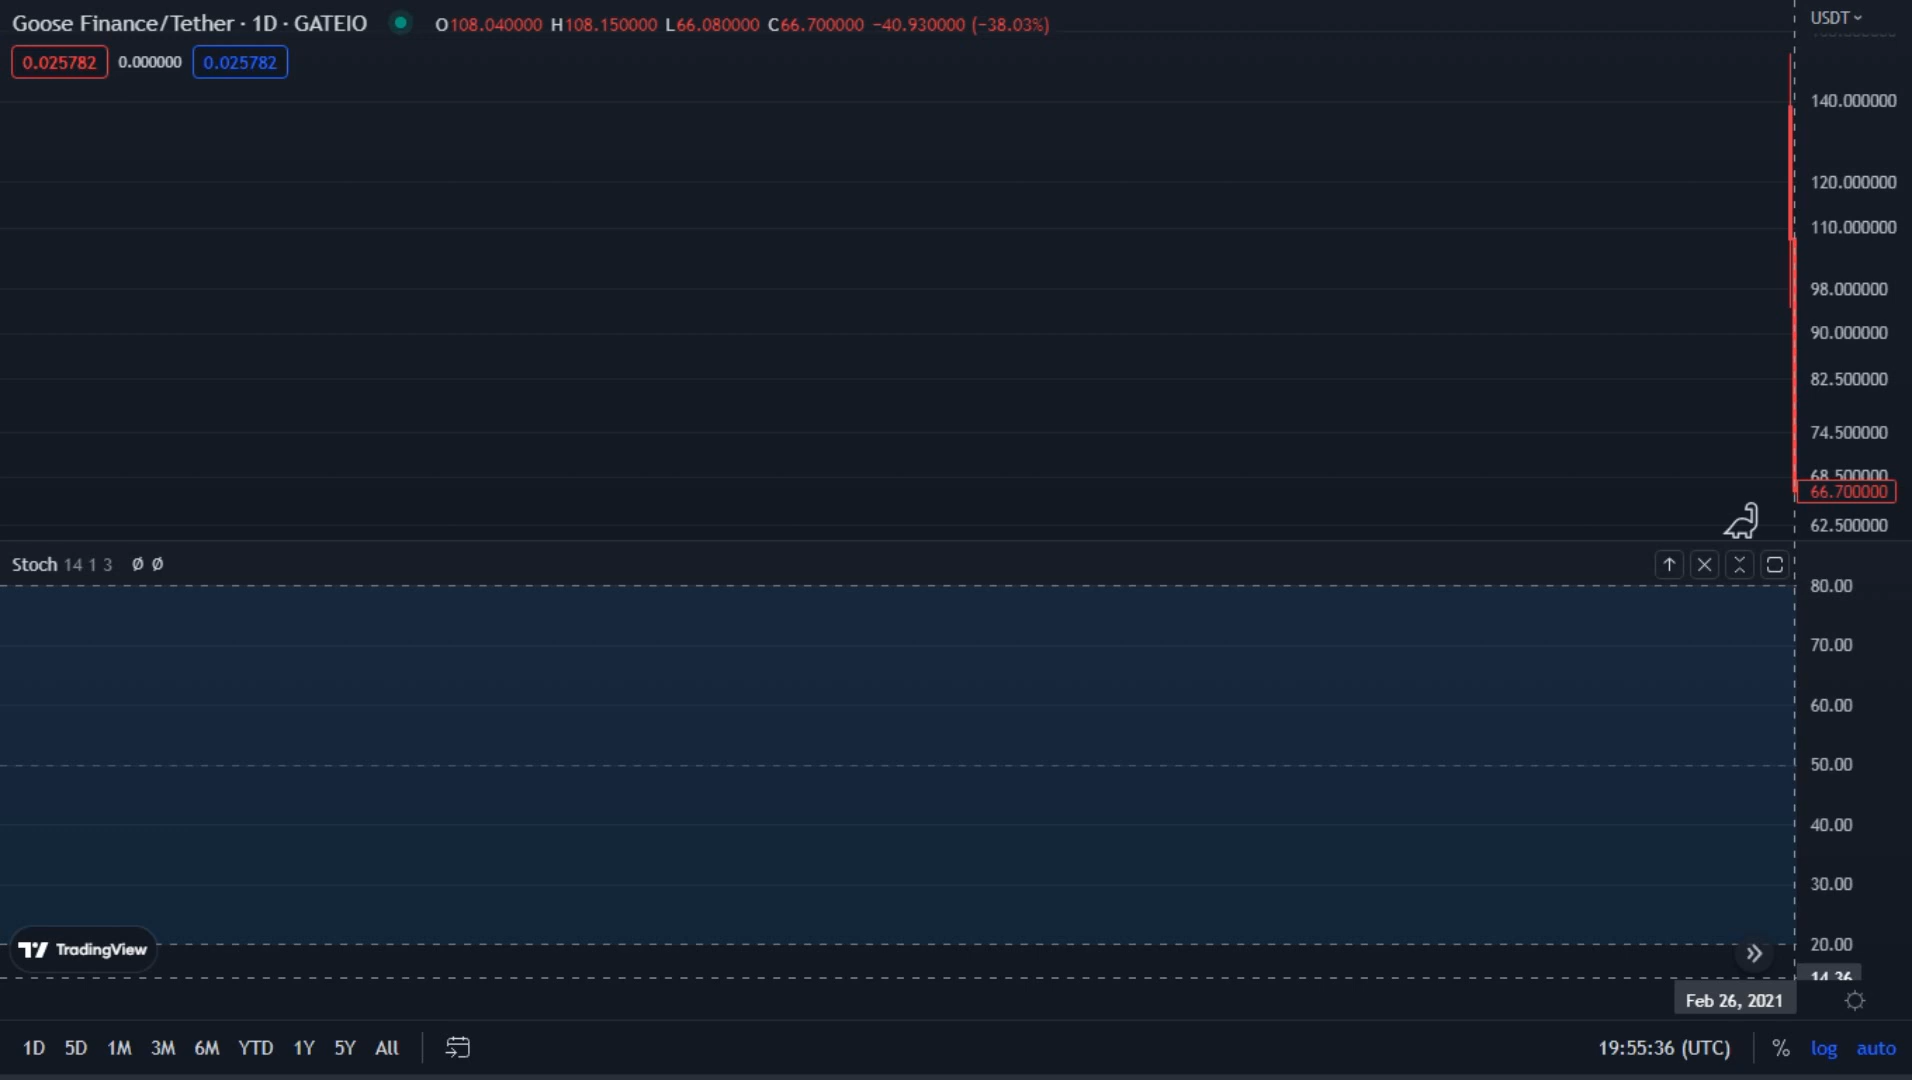 Goose Finance/Tether · 1D · GATEIO O108.040000 H108.150000 L66.080000 C66.700000 −40.930000 (−38.03%)
USDT
0.025782 0.000000 0.025782
140.000000
120.000000
110.000000
98.000000
90.000000
82.500000
74.500000
68.500000
66.700000
62.500000
Stoch 14 1 3 Ø Ø
80.00
70.00
60.00
50.00
40.00
30.00
20.00
TradingView
14.36
Feb 26, 2021
1D 5D 1M 3M 6M YTD 1Y 5Y All 19:55:36 (UTC) % log auto